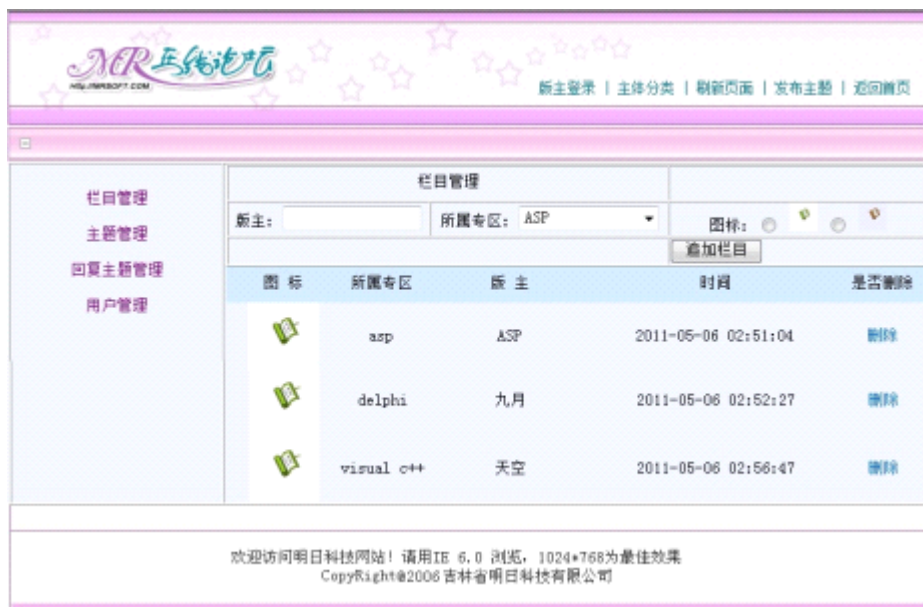 MR在线论坛
Http://MRSOFT.COM
版主登录 | 主体分类 | 刷新页面 | 发布主题 | 返回首页
栏目管理
主题管理
回复主题管理
用户管理
栏目管理
版主： 所属专区： ASP 图标：
追加栏目
图 标 所属专区 版 主 时间 是否删除
asp ASP 2011-05-06 02:51:04 删除
delphi 九月 2011-05-06 02:52:27 删除
visual c++ 天空 2011-05-06 02:56:47 删除
欢迎访问明日科技网站！请用IE 6.0 浏览，1024*768为最佳效果
CopyRight@2006 吉林省明日科技有限公司